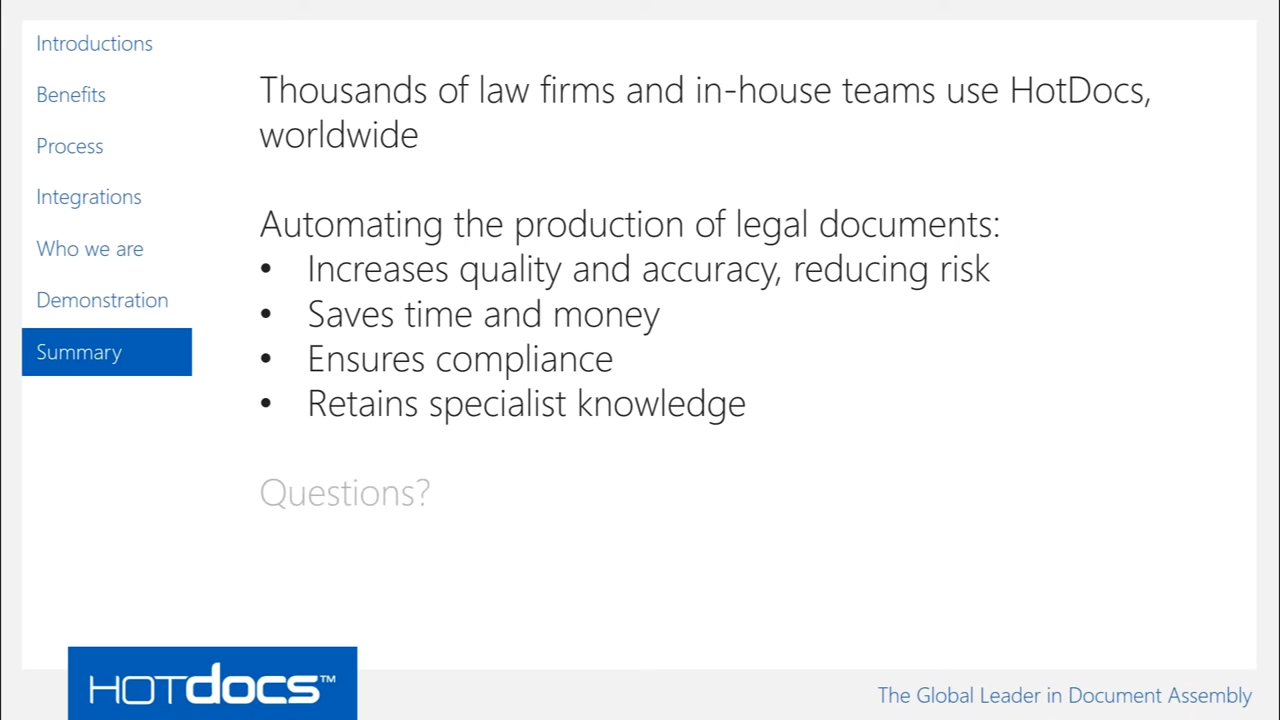 Introductions
Benefits
Process
Integrations
Who we are
Demonstration
Summary
Thousands of law firms and in-house teams use HotDocs,
worldwide
Automating the production of legal documents:
• Increases quality and accuracy, reducing risk
• Saves time and money
• Ensures compliance
• Retains specialist knowledge
Questions?
HOTdocs™
The Global Leader in Document Assembly